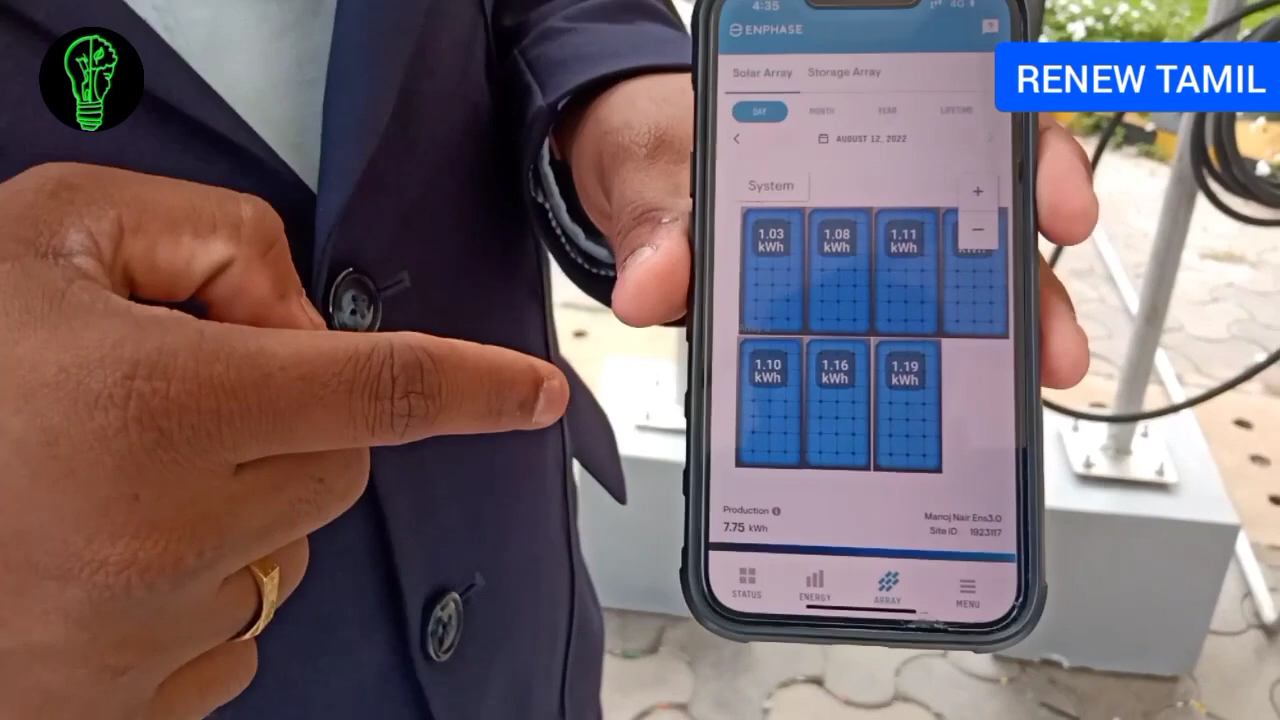 4:35
4G
ENPHASE
RENEW TAMIL
Solar Array
Storage Array
DAY
MONTH
YEAR
LIFETIME
AUGUST 12, 2022
System
+
−
1.03
kWh
1.08
kWh
1.11
kWh
1.10
kWh
1.16
kWh
1.19
kWh
Production
7.75 kWh
Manoj Nair Ens3.0
Site ID: 1923117
STATUS
ENERGY
ARRAY
MENU